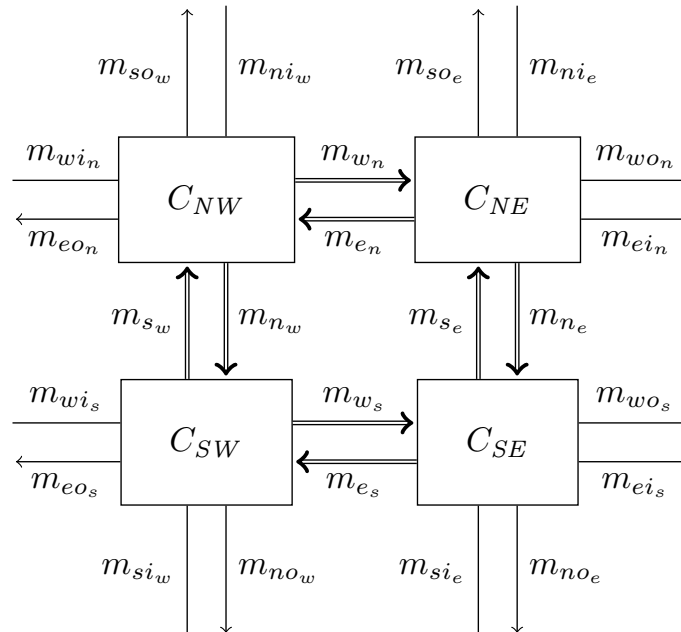 m_{so_w} m_{ni_w} m_{so_e} m_{ni_e}
m_{wi_n} m_{w_n} m_{wo_n}
C_{NW} C_{NE}
m_{eo_n} m_{e_n} m_{ei_n}
m_{s_w} m_{n_w} m_{s_e} m_{n_e}
m_{wi_s} m_{w_s} m_{wo_s}
C_{SW} C_{SE}
m_{eo_s} m_{e_s} m_{ei_s}
m_{si_w} m_{no_w} m_{si_e} m_{no_e}